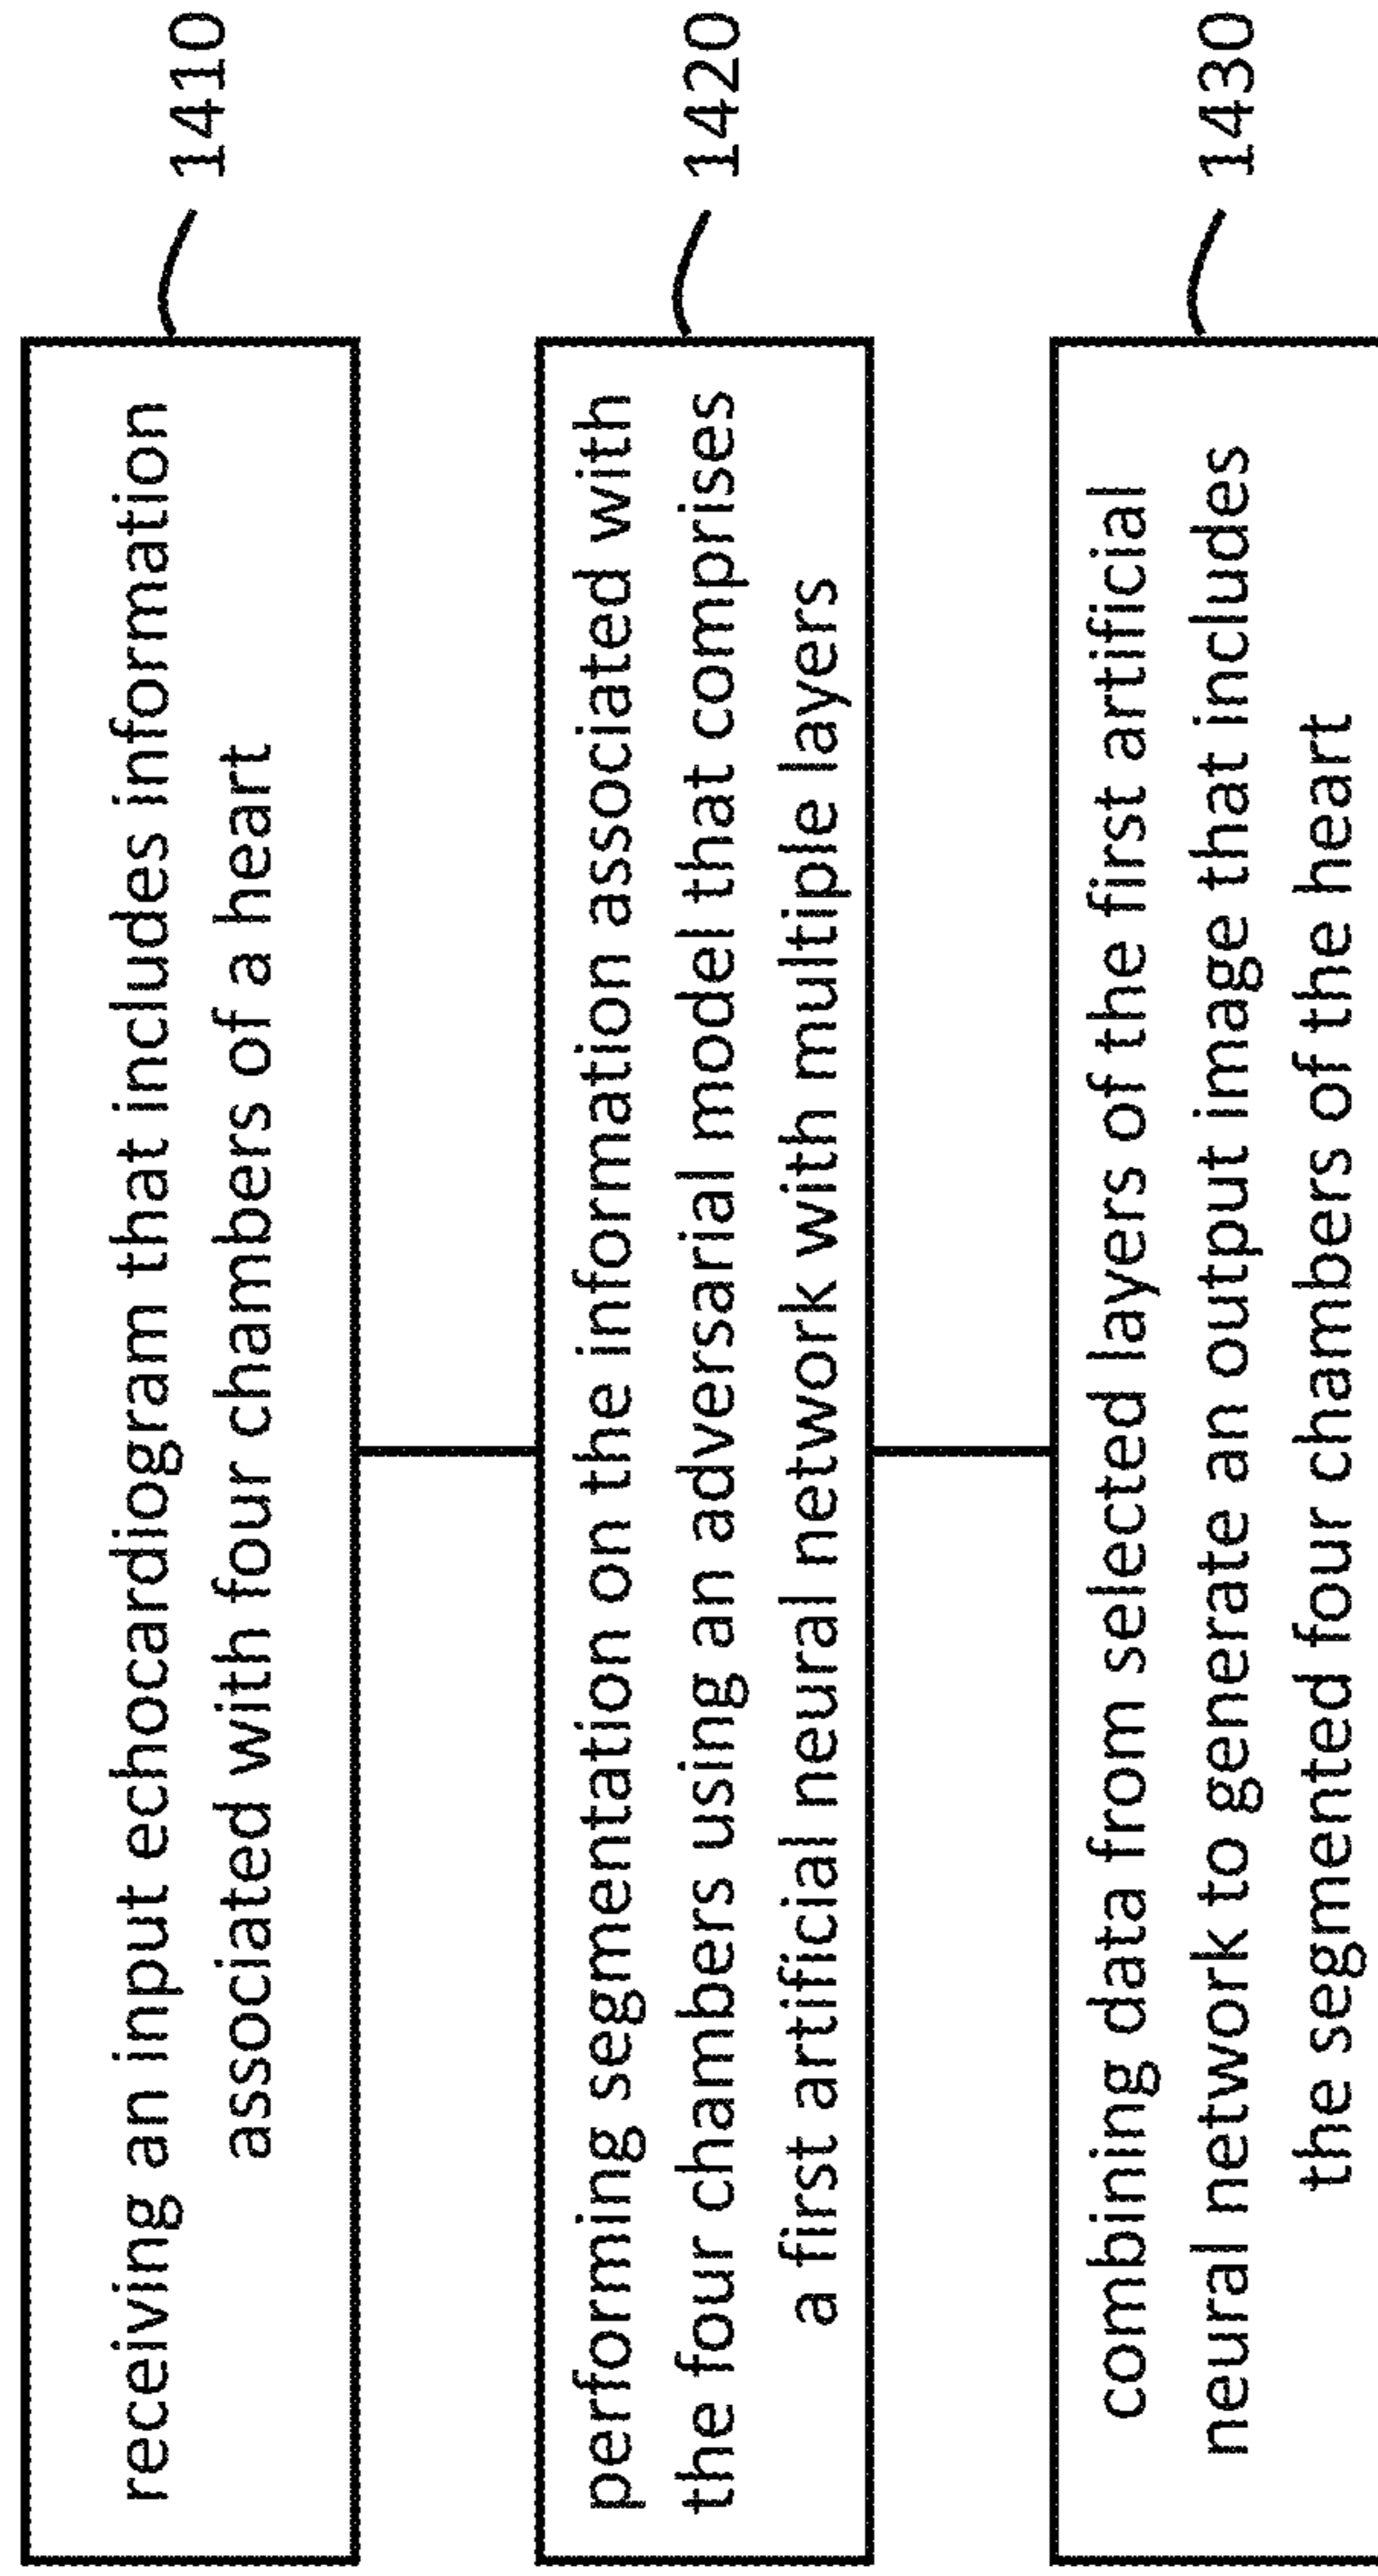 receiving an input echocardiogram that includes information
associated with four chambers of a heart
1410
performing segmentation on the information associated with
the four chambers using an adversarial model that comprises
a first artificial neural network with multiple layers
1420
combining data from selected layers of the first artificial
neural network to generate an output image that includes
the segmented four chambers of the heart
1430